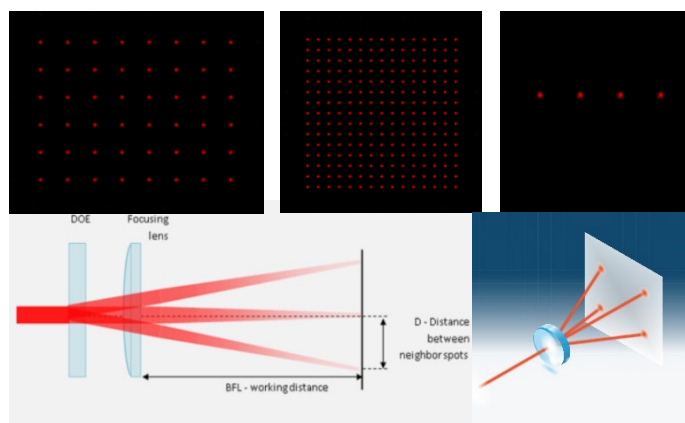 DOE
Focusing
lens
D - Distance
between
neighbor spots
BFL - working distance